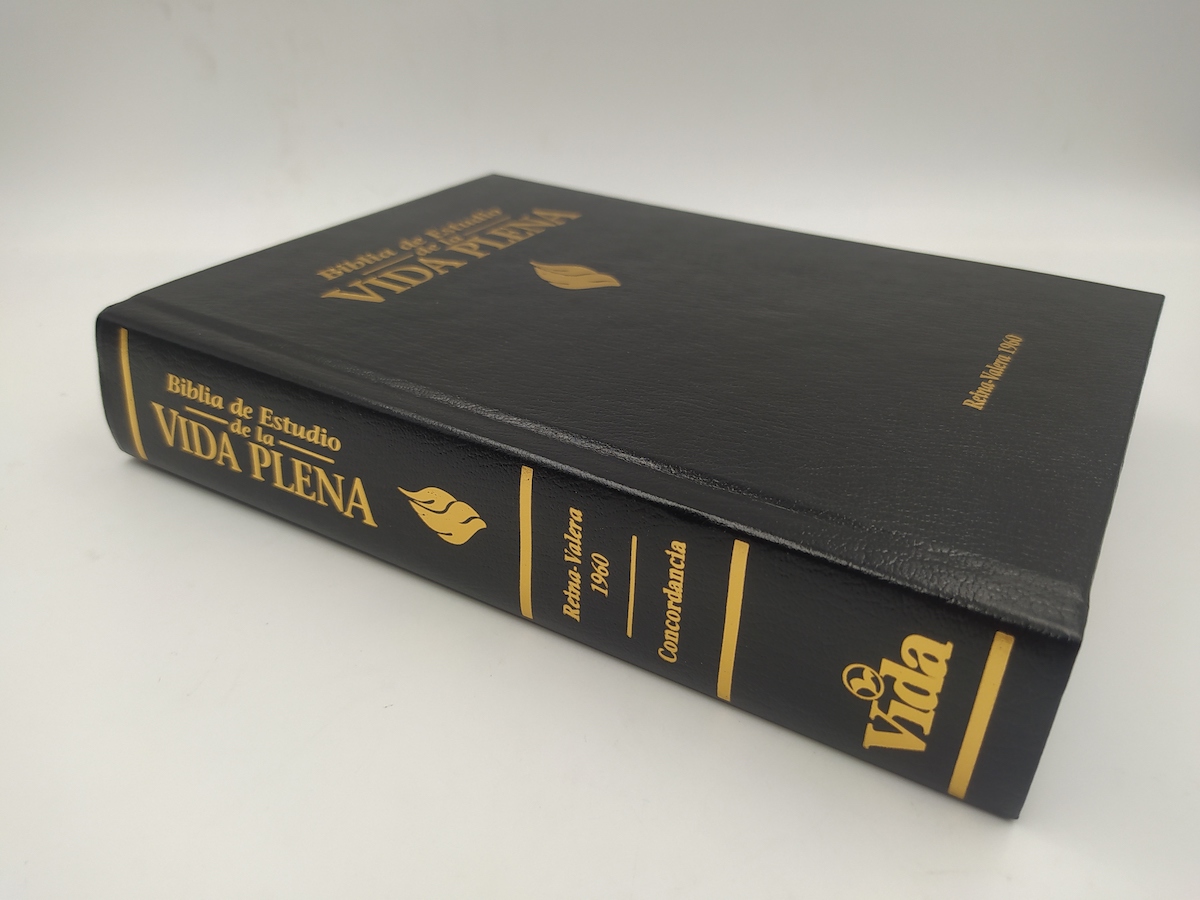 Biblia de Estudio
de la
VIDA PLENA
Reina-Valera 1960
Biblia de Estudio
de la
VIDA PLENA
Reina-Valera
1960
Concordancia
Vida